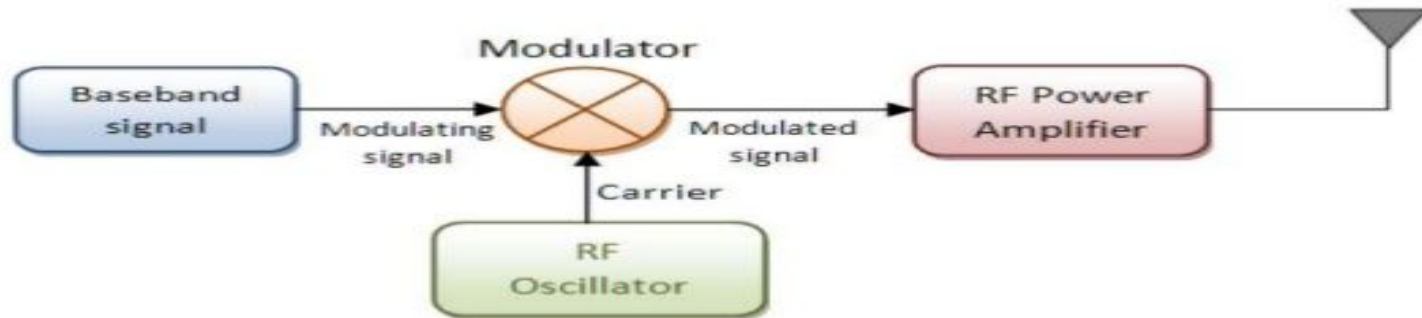 Modulator
Baseband
signal
Modulating
signal
Modulated
signal
RF Power
Amplifier
Carrier
RF
Oscillator